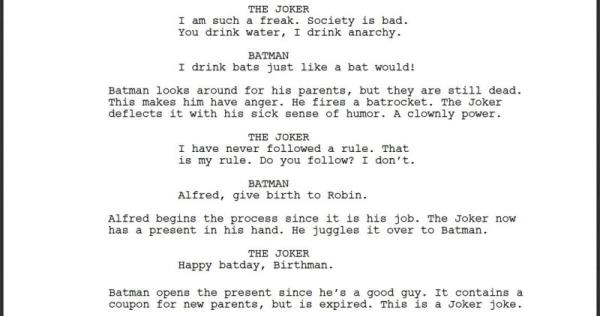 THE JOKER
I am such a freak. Society is bad.
You drink water, I drink anarchy.
BATMAN
I drink bats just like a bat would!
Batman looks around for his parents, but they are still dead.
This makes him have anger. He fires a batrocket. The Joker
deflects it with his sick sense of humor. A clownly power.
THE JOKER
I have never followed a rule. That
is my rule. Do you follow? I don't.
BATMAN
Alfred, give birth to Robin.
Alfred begins the process since it is his job. The Joker now
has a present in his hand. He juggles it over to Batman.
THE JOKER
Happy batday, Birthman.
Batman opens the present since he's a good guy. It contains a
coupon for new parents, but is expired. This is a Joker joke.